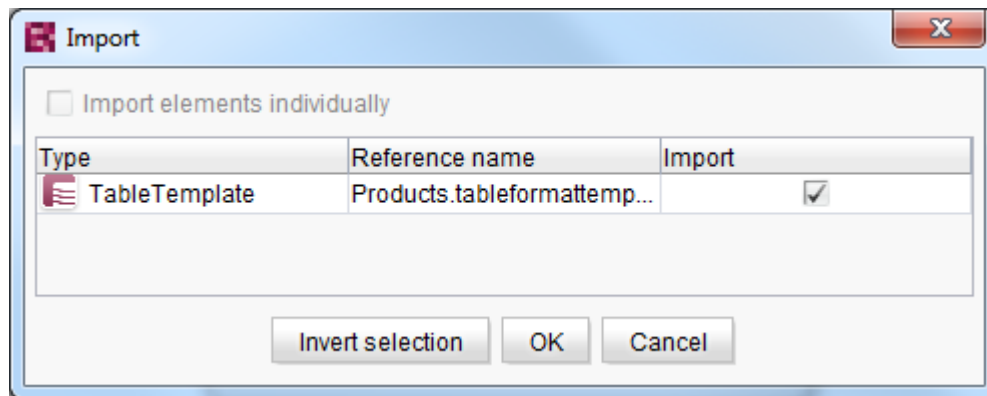 Import
Import elements individually
Type Reference name Import
TableTemplate Products.tableformattemp...
Invert selection OK Cancel